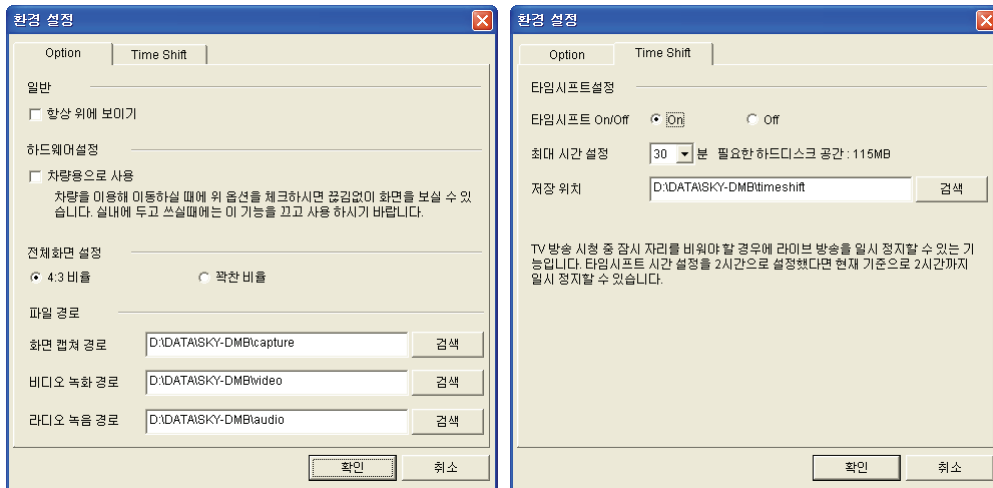 환경 설정
Option
Time Shift
일반
항상 위에 보이기
하드웨어설정
차량용으로 사용
차량을 이용해 이동하실 때에 위 옵션을 체크하시면 끊김없이 화면을 보실 수 있
습니다. 실내에 두고 쓰실때에는 이 기능을 끄고 사용 하시기 바랍니다.
전체화면 설정
4:3 비율
꽉찬 비율
파일 경로
화면 캡쳐 경로
D:\DATA\SKY-DMB\capture
검색
비디오 녹화 경로
D:\DATA\SKY-DMB\video
검색
라디오 녹음 경로
D:\DATA\SKY-DMB\audio
검색
확인
취소
환경 설정
Option
Time Shift
타임시프트설정
타임시프트 On/Off
On
Off
최대 시간 설정
30
분
필요한 하드디스크 공간 : 115MB
저장 위치
D:\DATA\SKY-DMB\timeshift
검색
TV 방송 시청 중 잠시 자리를 비워야 할 경우에 라이브 방송을 일시 정지할 수 있는 기
능입니다. 타임시프트 시간 설정을 2시간으로 설정했다면 현재 기준으로 2시간까지
일시 정지할 수 있습니다.
확인
취소